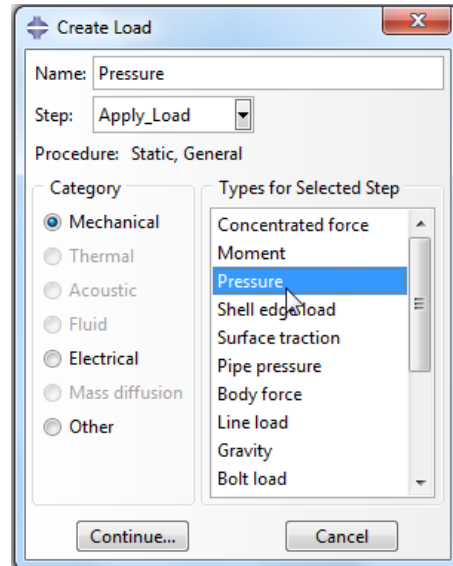 Create Load
Name: Pressure
Step: Apply_Load
Procedure: Static, General
Category
Mechanical
Thermal
Acoustic
Fluid
Electrical
Mass diffusion
Other
Types for Selected Step
Concentrated force
Moment
Pressure
Shell edge load
Surface traction
Pipe pressure
Body force
Line load
Gravity
Bolt load
Continue...
Cancel